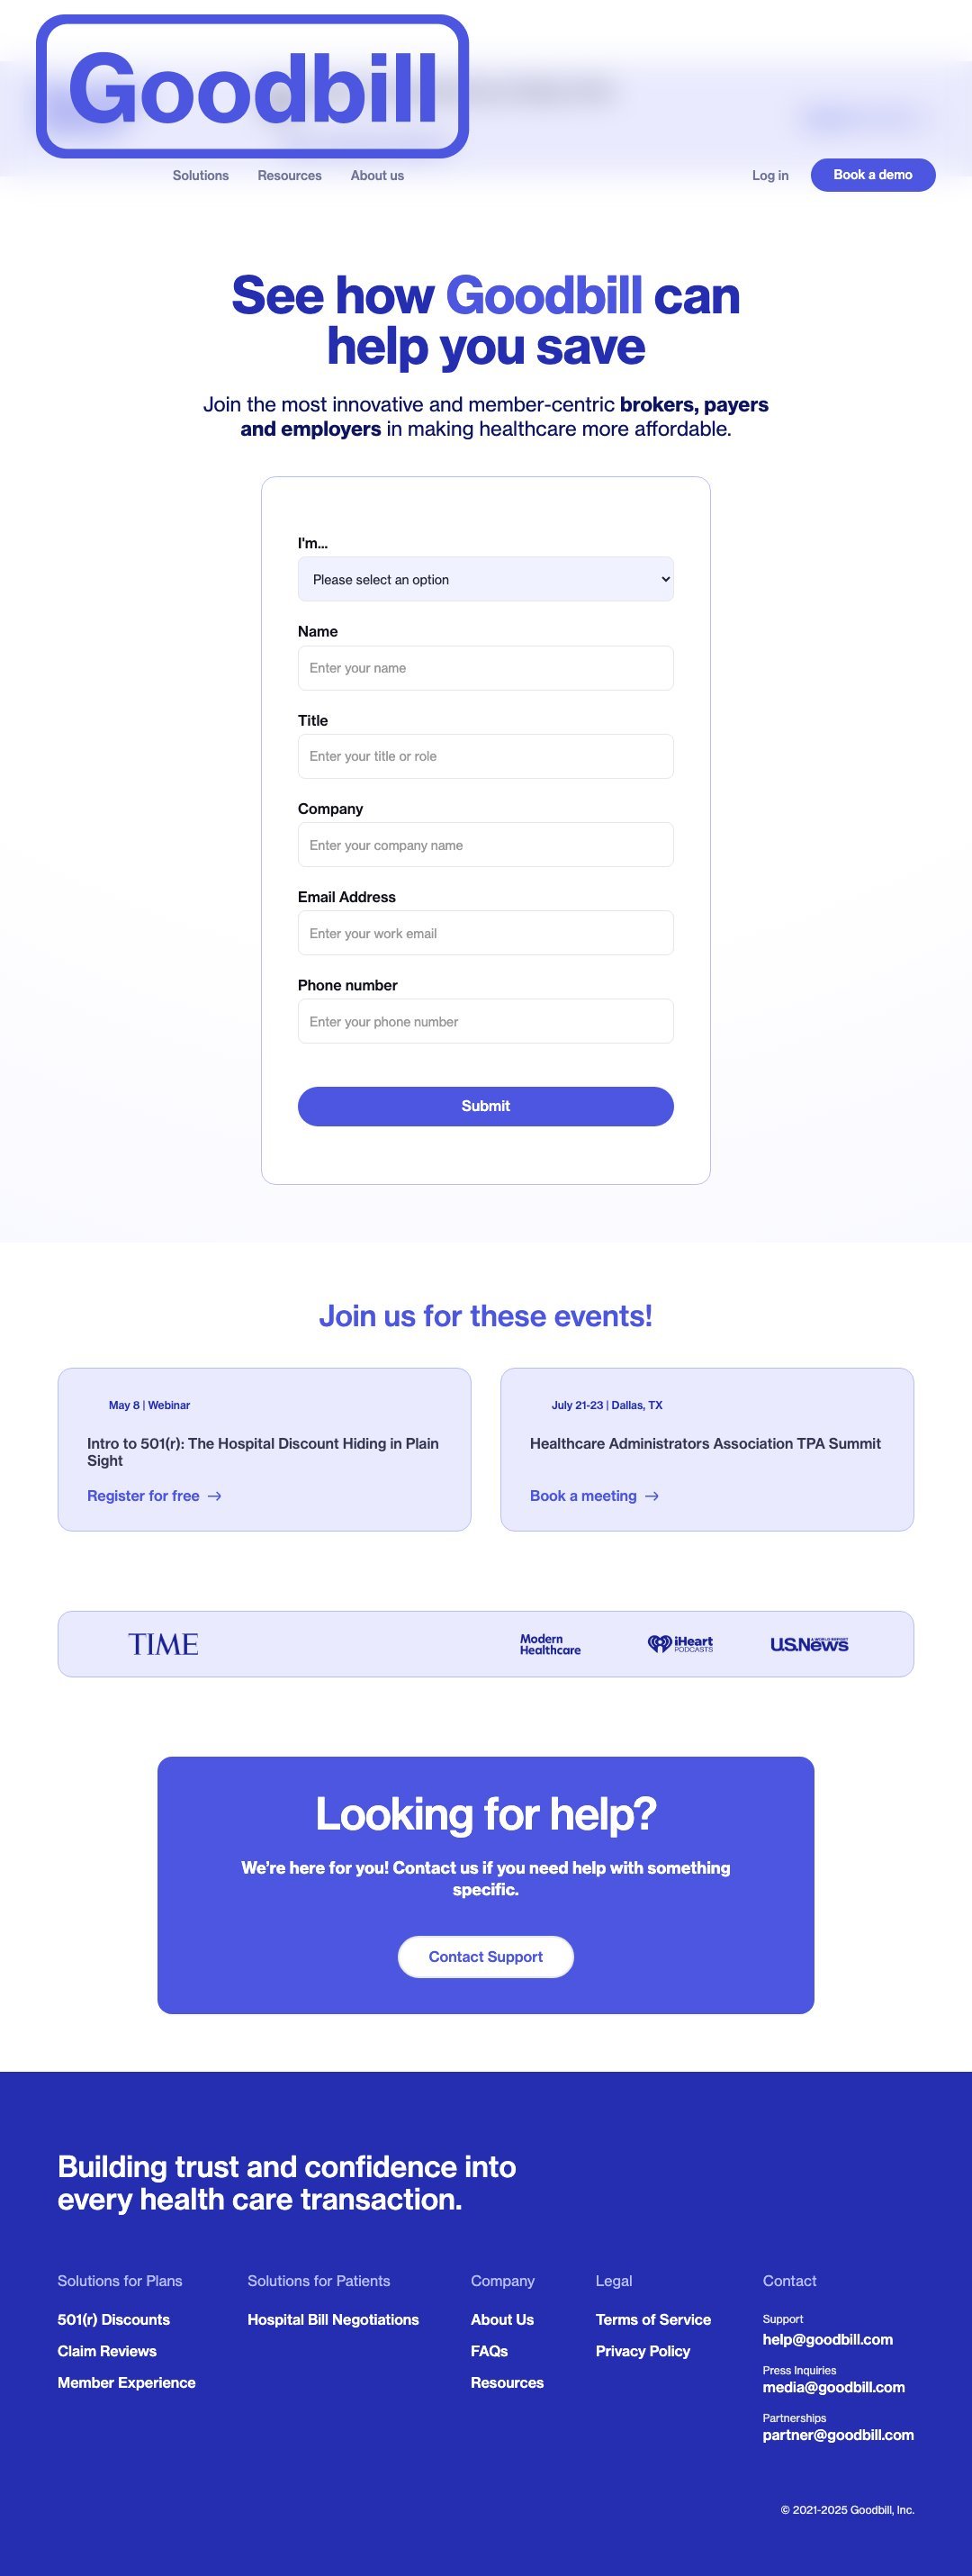 Goodbill
Solutions
Resources
About us
Log in
Book a demo
See how Goodbill can
help you save
Join the most innovative and member-centric brokers, payers
and employers in making healthcare more affordable.
I'm...
Please select an option
Name
Enter your name
Title
Enter your title or role
Company
Enter your company name
Email Address
Enter your work email
Phone number
Enter your phone number
Submit
Join us for these events!
May 8 | Webinar
Intro to 501(r): The Hospital Discount Hiding in Plain
Sight
Register for free →
July 21-23 | Dallas, TX
Healthcare Administrators Association TPA Summit
Book a meeting →
TIME
Modern
Healthcare
iHeart
PODCASTS
U.S.News
Looking for help?
We're here for you! Contact us if you need help with something
specific.
Contact Support
Building trust and confidence into
every health care transaction.
Solutions for Plans
501(r) Discounts
Claim Reviews
Member Experience
Solutions for Patients
Hospital Bill Negotiations
Company
About Us
FAQs
Resources
Legal
Terms of Service
Privacy Policy
Contact
Support
help@goodbill.com
Press Inquiries
media@goodbill.com
Partnerships
partner@goodbill.com
© 2021-2025 Goodbill, Inc.